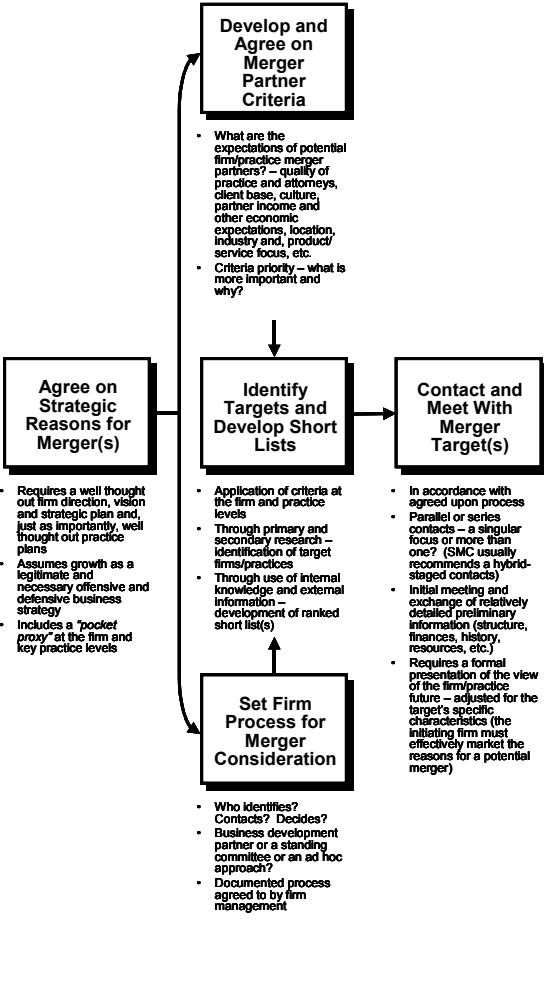 Develop and
Agree on
Merger
Partner
Criteria
• What are the
expectations of potential
firm/practice merger
partners? – quality of
practice and attorneys,
client base, culture,
partner income and
other economic
expectations, location,
industry and, product/
service focus, etc.
• Criteria priority – what is
more important and
why?
Agree on
Strategic
Reasons for
Merger(s)
• Requires a well thought
out firm direction, vision
and strategic plan and,
just as importantly, well
thought out practice
plans
• Assumes growth as a
legitimate and
necessary offensive and
defensive business
strategy
• Includes a "pocket
proxy" at the firm and
key practice levels
Identify
Targets and
Develop Short
Lists
• Application of criteria at
the firm and practice
levels
• Through primary and
secondary research –
identification of target
firms/practices
• Through use of internal
knowledge and external
information –
development of ranked
short list(s)
Contact and
Meet With
Merger
Target(s)
• In accordance with
agreed upon process
• Parallel or series
contacts – a singular
focus or more than
one? (SMC usually
recommends a hybrid-
staged contacts)
• Initial meeting and
exchange of relatively
detailed preliminary
information (structure,
finances, history,
resources, etc.)
• Requires a formal
presentation of the view
of the firm/practice
future – adjusted for the
target's specific
characteristics (the
initiating firm must
effectively market the
reasons for a potential
merger)
Set Firm
Process for
Merger
Consideration
• Who identifies?
Contacts? Decides?
• Business development
partner or a standing
committee or an ad hoc
approach?
• Documented process
agreed to by firm
management